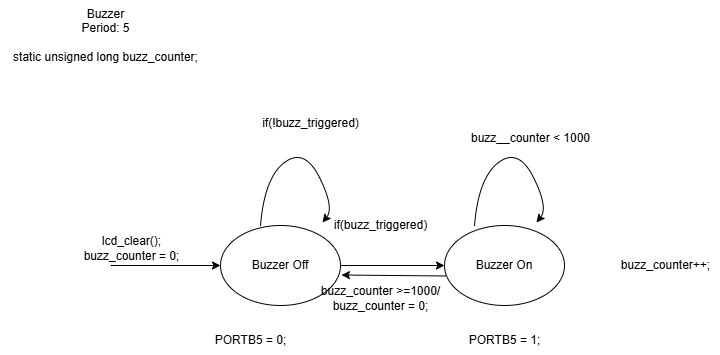 Buzzer
Period: 5
static unsigned long buzz_counter;
if(!buzz_triggered)
buzz__counter < 1000
if(buzz_triggered)
lcd_clear();
buzz_counter = 0;
Buzzer Off
Buzzer On
buzz_counter++;
buzz_counter >=1000/
buzz_counter = 0;
PORTB5 = 0;
PORTB5 = 1;